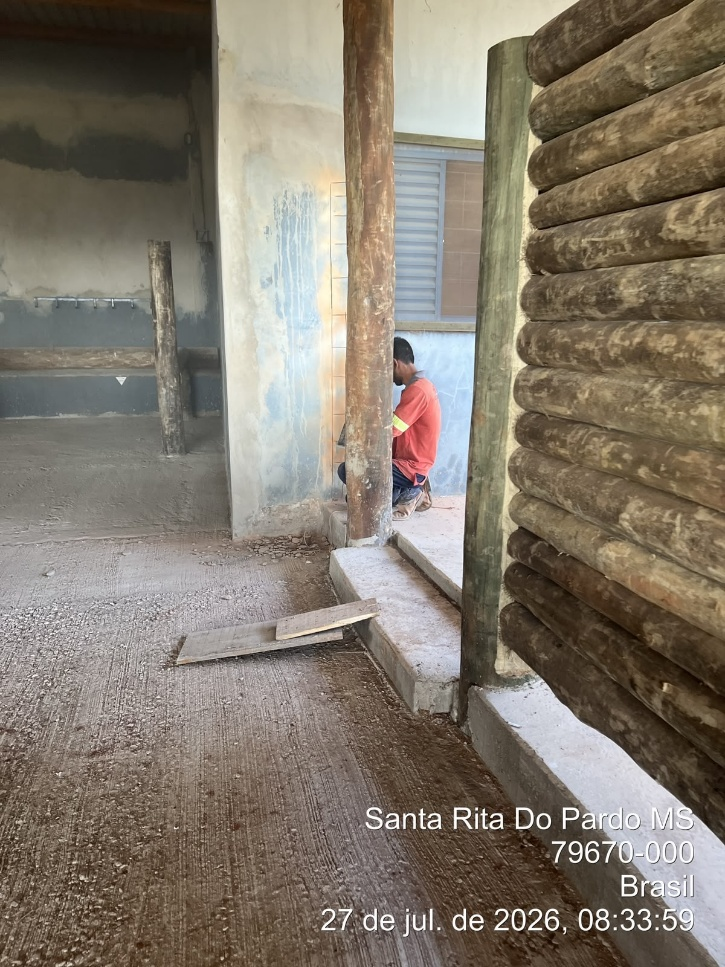 Santa Rita Do Pardo MS
79670-000
Brasil
27 de jul. de 2026, 08:33:59